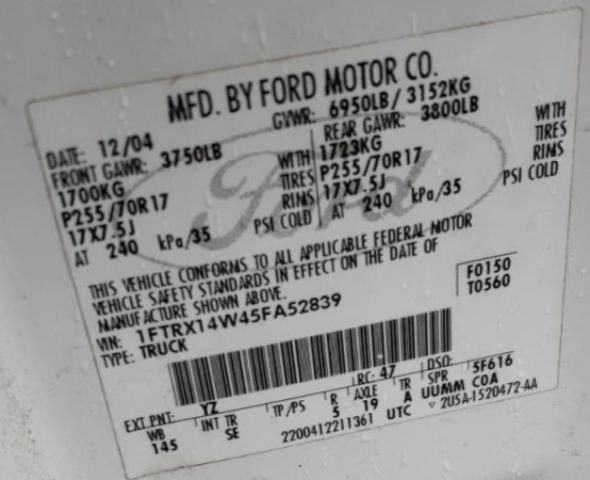 MFD. BY FORD MOTOR CO.
DATE: 12/04 GVWR: 6950LB / 3152KG
FRONT GAWR: 3750LB REAR GAWR: 3800LB
1700KG WITH 1723KG WITH
P255/70R17 TIRES P255/70R17 TIRES
17X7.5J RIMS 17X7.5J RIMS
AT 240 kPa/35 PSI COLD AT 240 kPa/35 PSI COLD
Ford
THIS VEHICLE CONFORMS TO ALL APPLICABLE FEDERAL MOTOR
VEHICLE SAFETY STANDARDS IN EFFECT ON THE DATE OF
MANUFACTURE SHOWN ABOVE.
VIN: 1FTRX14W45FA52839 F0150
TYPE: TRUCK T0560
EXT PNT: YZ RC: 47 DSO:
WB INT TR TP/PS R AXLE TR SPR 5F616
145 SE 5 19 A UUMM COA
2200412211361 UTC 2U5A-1520472-AA